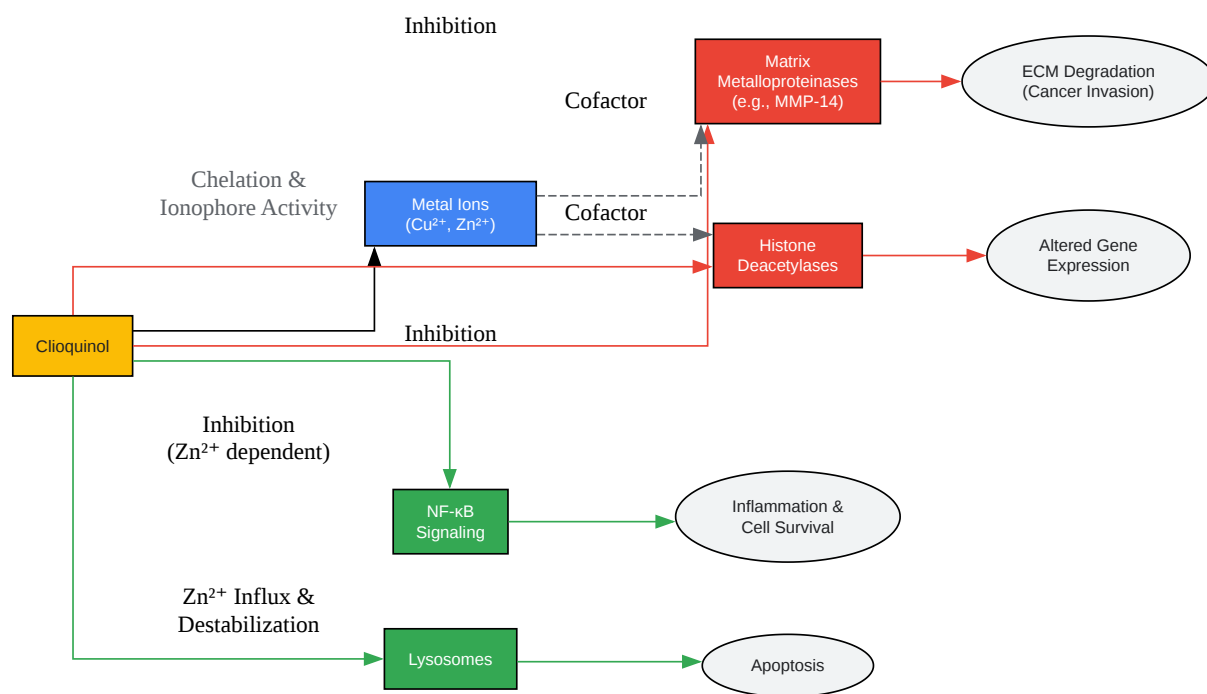 Inhibition
Matrix
Metalloproteinases
(e.g., MMP-14)
ECM Degradation
(Cancer Invasion)
Cofactor
Chelation &
Ionophore Activity
Metal Ions
(Cu²⁺, Zn²⁺)
Cofactor
Histone
Deacetylases
Altered Gene
Expression
Clioquinol
Inhibition
Inhibition
(Zn²⁺ dependent)
NF-κB
Signaling
Inflammation &
Cell Survival
Zn²⁺ Influx &
Destabilization
Lysosomes
Apoptosis